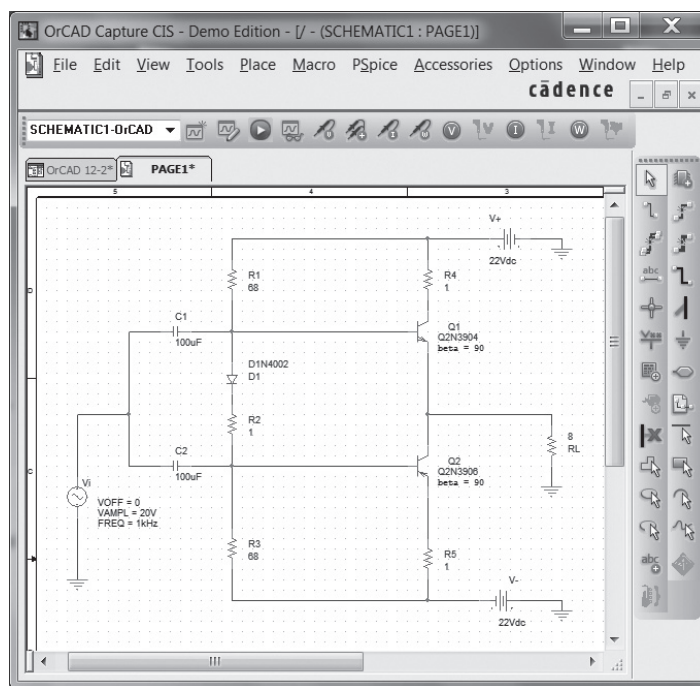 OrCAD Capture CIS - Demo Edition - [/ - (SCHEMATIC1 : PAGE1)]
File Edit View Tools Place Macro PSpice Accessories Options Window Help
cādence
SCHEMATIC1-OrCAD
OrCAD 12-2* PAGE1*
5 4 3
V+
22Vdc
R1
68
R4
1
D
C1
100uF
Q1
Q2N3904
beta = 90
D1N4002
D1
R2
1
8
RL
C
C2
100uF
Q2
Q2N3906
beta = 90
Vi
VOFF = 0
VAMPL = 20V
FREQ = 1kHz
R3
68
R5
1
V-
22Vdc
abc
Vss
abc
V V I I W